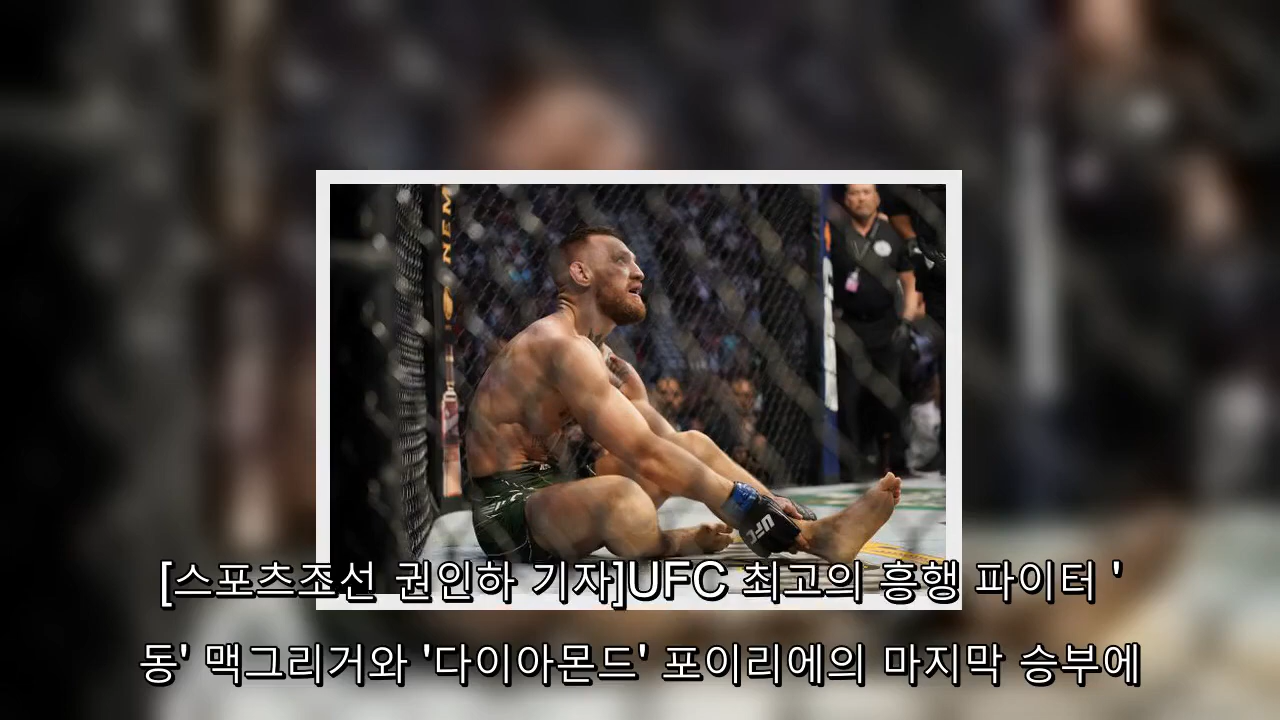 NEM
UFC
[스포츠조선 권인하 기자]UFC 최고의 흥행 파이터 '
동' 맥그리거와 '다이아몬드' 포이리에의 마지막 승부에